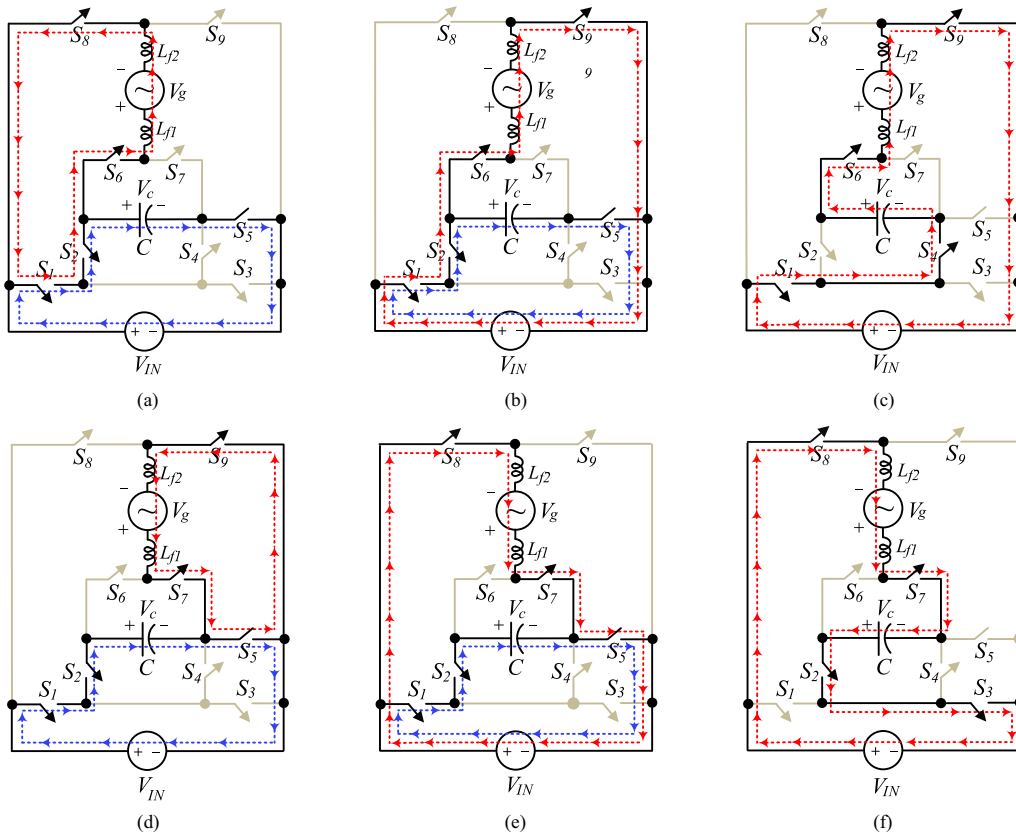 S8 S9
Lf2
−
Vg
+
Lf1
S6 S7
Vc
+ −
C
S5
S2
S4
S1
S3
+ −
VIN
(a)
S8 S9
Lf2
9
−
Vg
+
Lf1
S6 S7
Vc
+ −
C
S5
S2
S4
S1
S3
+ −
VIN
(b)
S8 S9
Lf2
−
Vg
+
Lf1
S6 S7
Vc
+ −
C
S5
S2
S4
S1
S3
+ −
VIN
(c)
S8 S9
Lf2
−
Vg
+
Lf1
S6 S7
Vc
+ −
C
S5
S2
S4
S1
S3
+ −
VIN
(d)
S8 S9
Lf2
−
Vg
+
Lf1
S6 S7
Vc
+ −
C
S5
S2
S4
S1
S3
+ −
VIN
(e)
S8 S9
Lf2
−
Vg
+
Lf1
S6 S7
Vc
+ −
C
S5
S2
S4
S1
S3
+ −
VIN
(f)